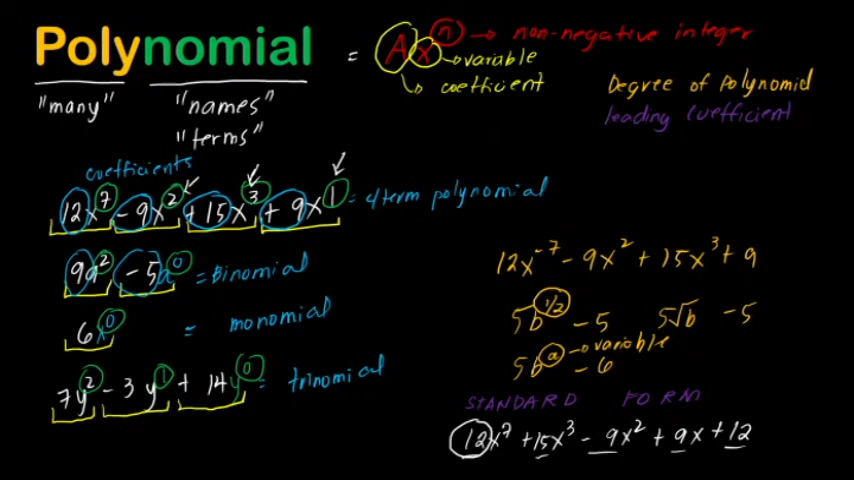 Polynomial = Ax^n → non-negative integer
→ variable
↳ coefficient
"many" "names"
"terms"
Degree of Polynomial
leading coefficient
coefficients
12x^7 - 9x^2 + 15x^3 + 9x^1 = 4 term polynomial
9a^2 - 5a^0 = Binomial
6x^0 = monomial
7y^2 - 3y^1 + 14y^0 = trinomial
12x^-7 - 9x^2 + 15x^3 + 9
5b^1/2 - 5 5√b - 5
5b^a → variable
- 6
STANDARD FORM
12x^7 + 15x^3 - 9x^2 + 9x + 12